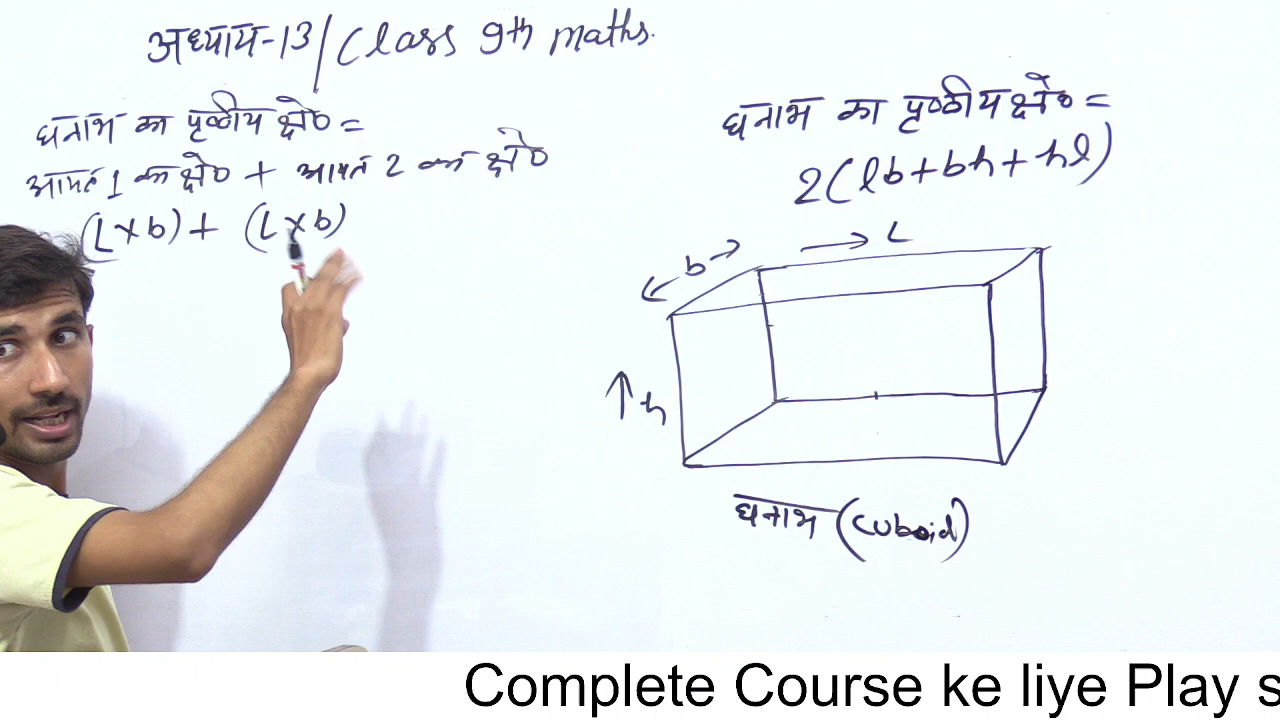 अध्याय-13/Class 9th maths.
घनाभ का पृष्ठीय क्षे० =
आयत 1 का क्षे० + आयत 2 का क्षे०
(L×b) + (L×b)
घनाभ का पृष्ठीय क्षे० =
2(lb+bh+hl)
b L
h
घनाभ (cuboid)
Complete Course ke liye Play s